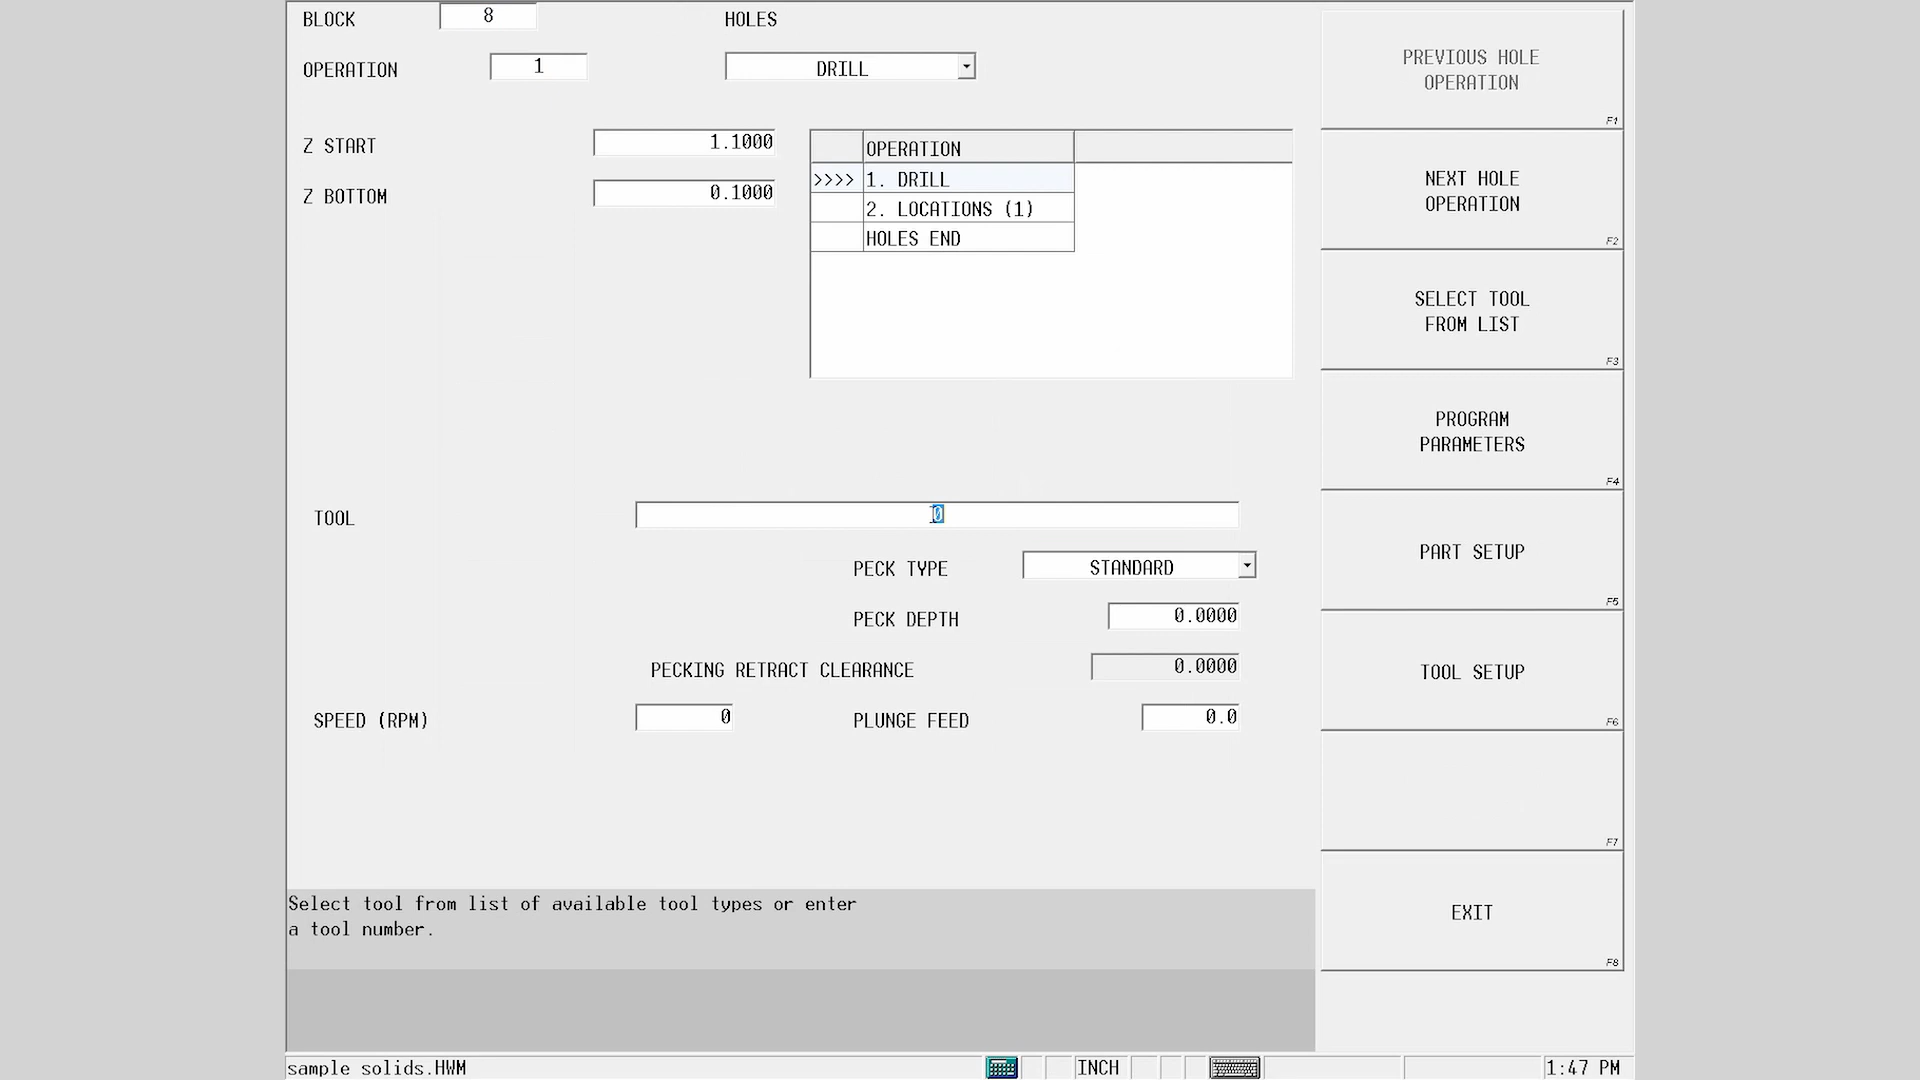 BLOCK 8 HOLES
OPERATION 1 DRILL
Z START 1.1000
Z BOTTOM 0.1000
OPERATION
>>>> 1. DRILL
2. LOCATIONS (1)
HOLES END
TOOL 0
PECK TYPE STANDARD
PECK DEPTH 0.0000
PECKING RETRACT CLEARANCE 0.0000
SPEED (RPM) 0 PLUNGE FEED 0.0
Select tool from list of available tool types or enter
a tool number.
PREVIOUS HOLE
OPERATION
F1
NEXT HOLE
OPERATION
F2
SELECT TOOL
FROM LIST
F3
PROGRAM
PARAMETERS
F4
PART SETUP
F5
TOOL SETUP
F6
F7
EXIT
F8
sample solids.HWM INCH 1:47 PM